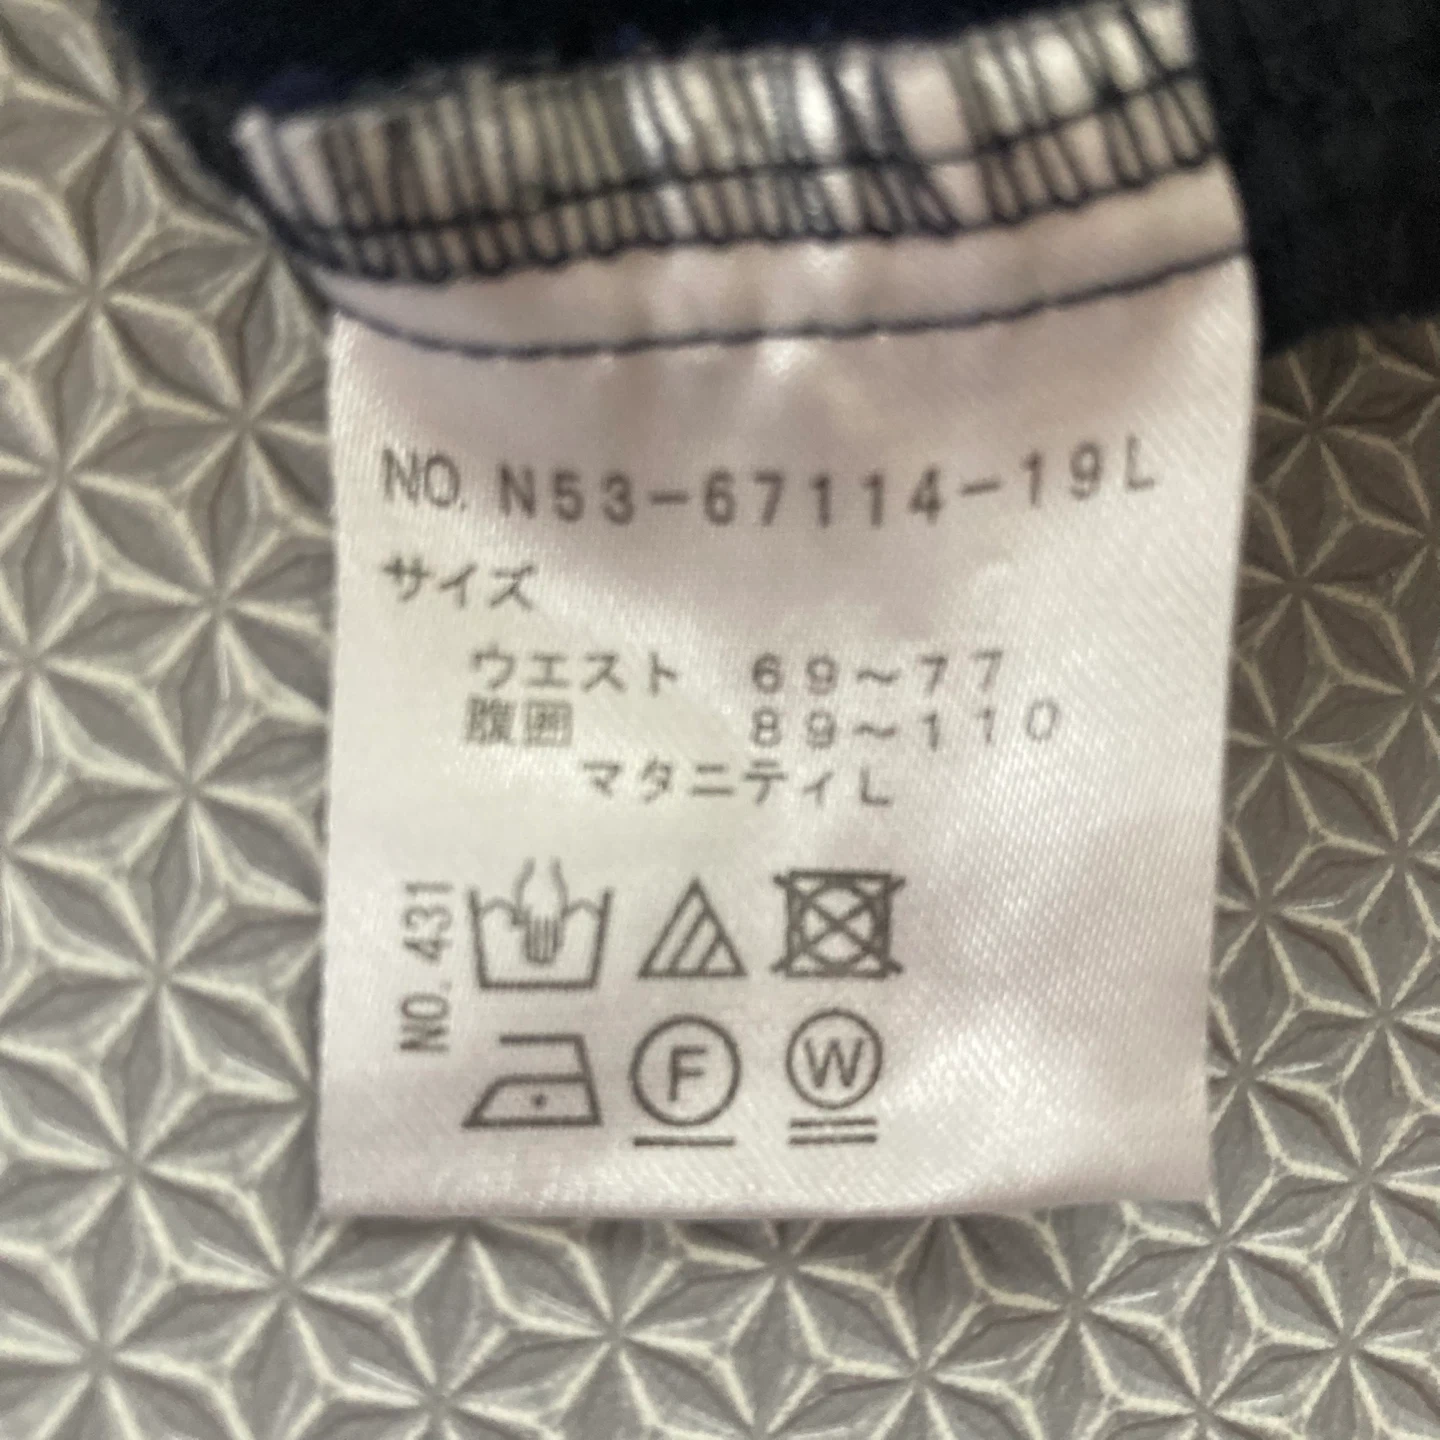 NO. N53-67114-19L
サイズ
ウエスト 69~77
腹囲 89~110
マタニティL
NO. 431
F W